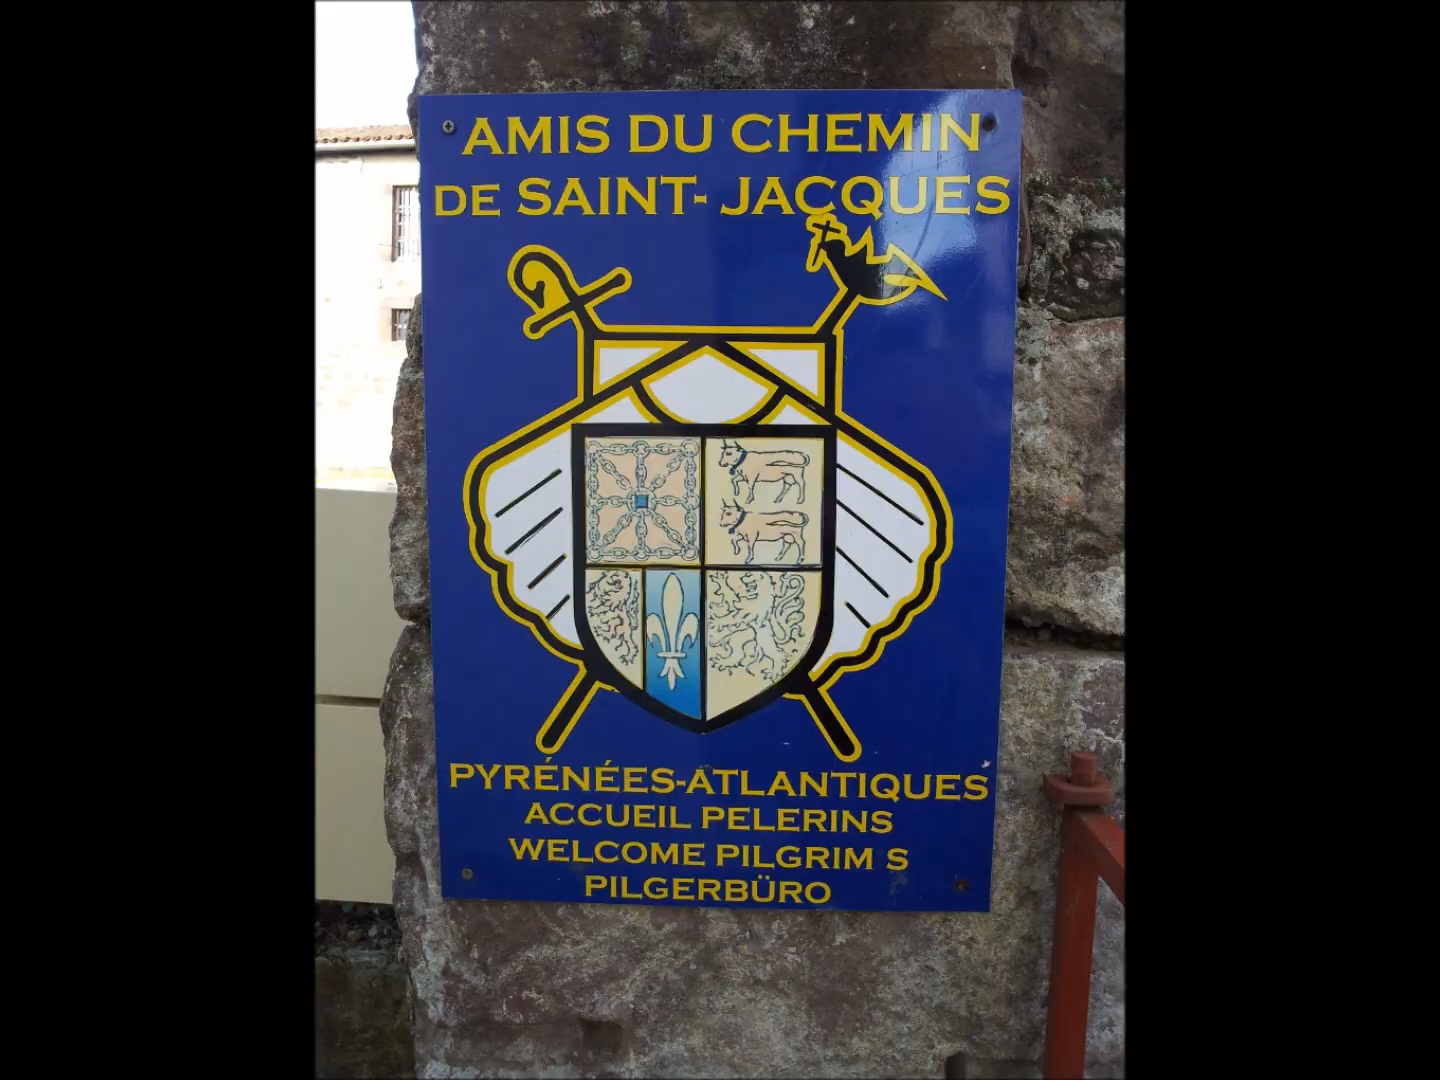 AMIS DU CHEMIN
DE SAINT- JACQUES
PYRÉNÉES-ATLANTIQUES
ACCUEIL PELERINS
WELCOME PILGRIM S
PILGERBÜRO